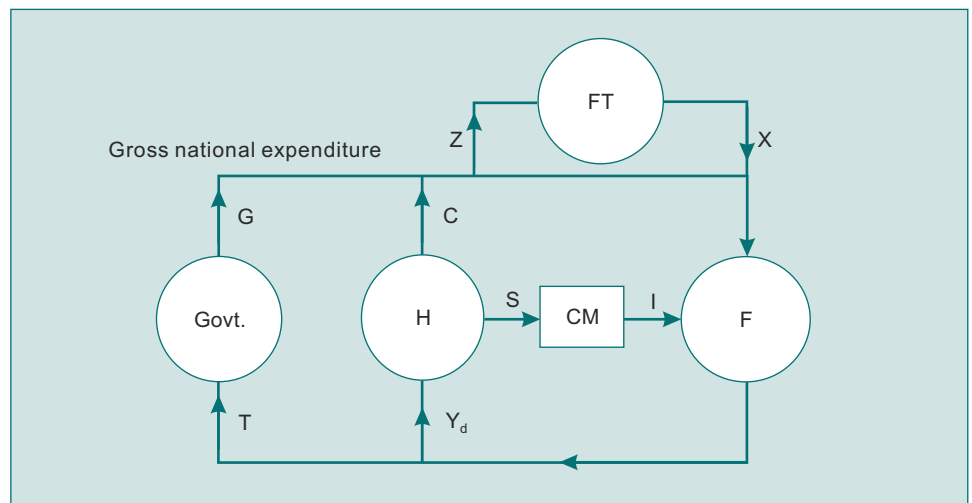 FT
Z
X
Gross national expenditure
G
C
Govt.
H
S
CM
I
F
T
Yd